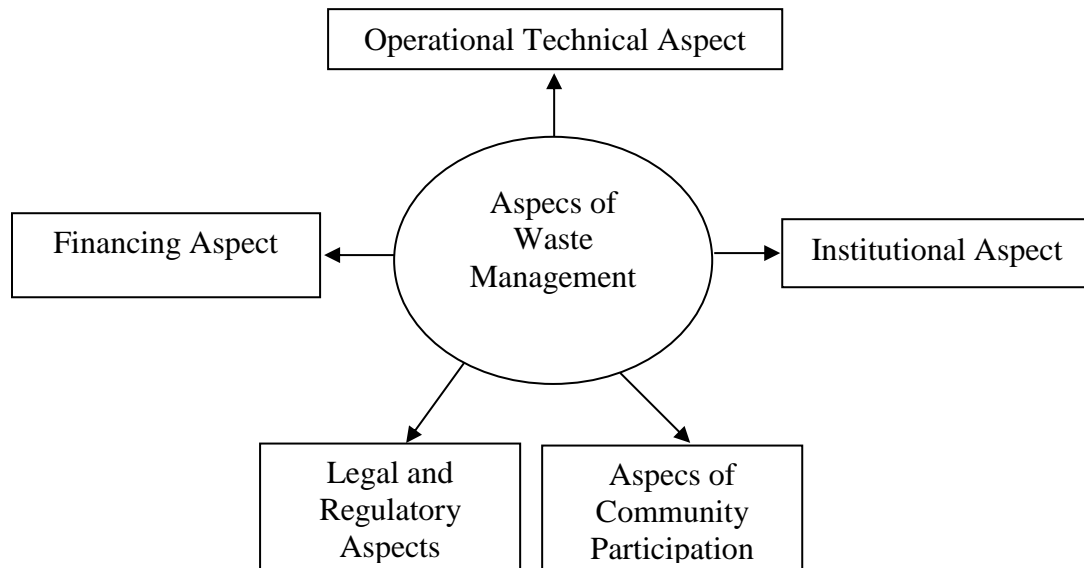 Operational Technical Aspect
Aspecs of
Waste
Management
Financing Aspect
Institutional Aspect
Legal and
Regulatory
Aspects
Aspecs of
Community
Participation